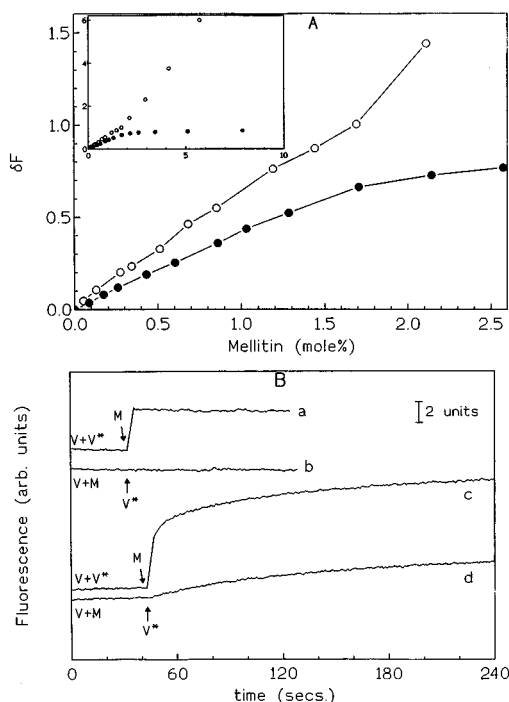 A
1.5
1.0
0.5
0.0
δF
6
4
2
0
0
5
10
0.0
0.5
1.0
1.5
2.0
2.5
Mellitin (mole%)
B
Fluorescence (arb. units)
2 units
M
a
V+V*
b
V+M
V*
c
M
V+V*
d
V+M
V*
0
60
120
180
240
time (secs.)